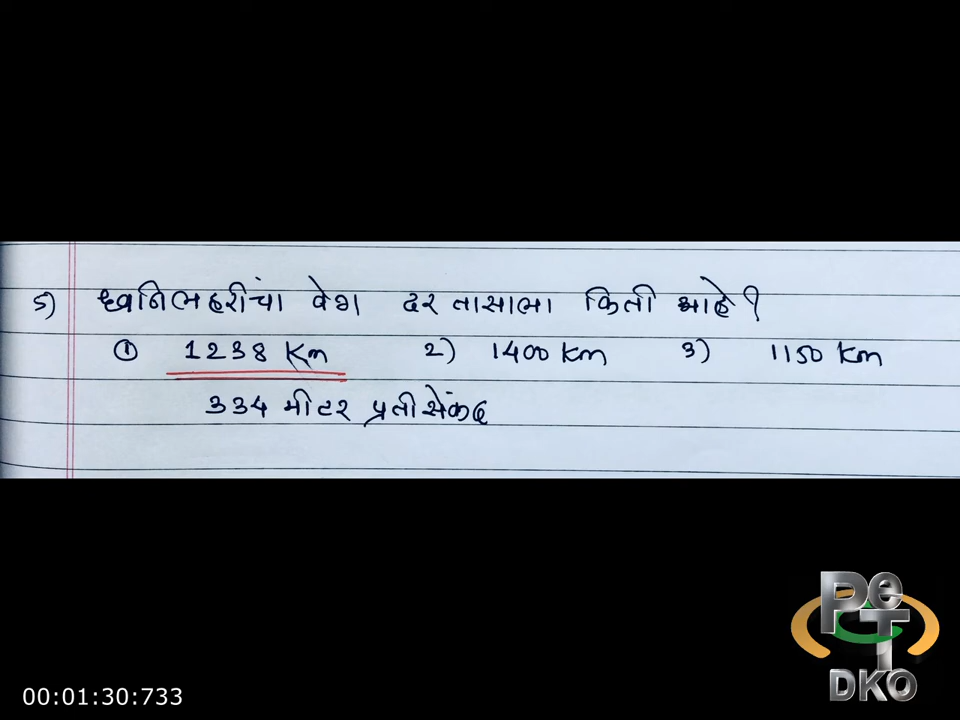 5) ध्वनिलहरींचा वेग दर तासाला किती आहे?
① 1238 Km 2) 1400 Km 3) 1150 Km
334 मीटर प्रतीसेकंद
PeT
DKO
00:01:30:733